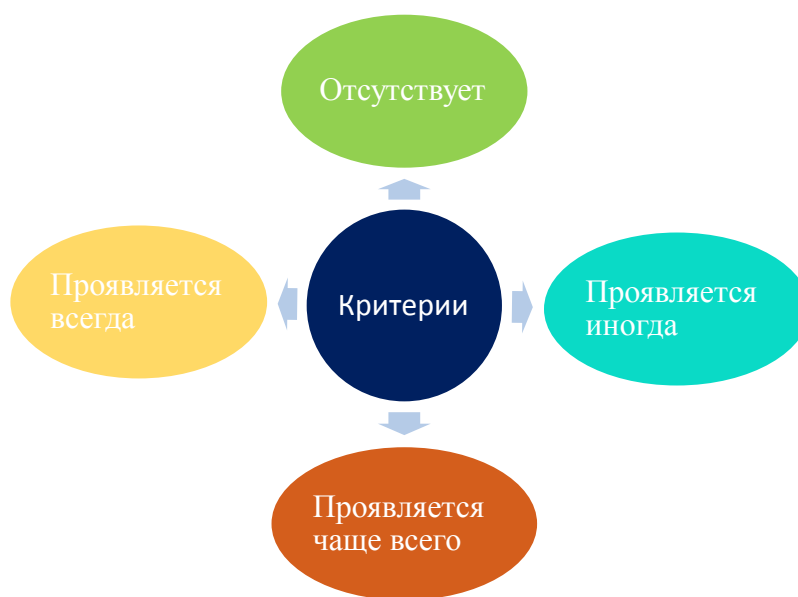 Отсутствует
Проявляется
всегда
Критерии
Проявляется
иногда
Проявляется
чаще всего